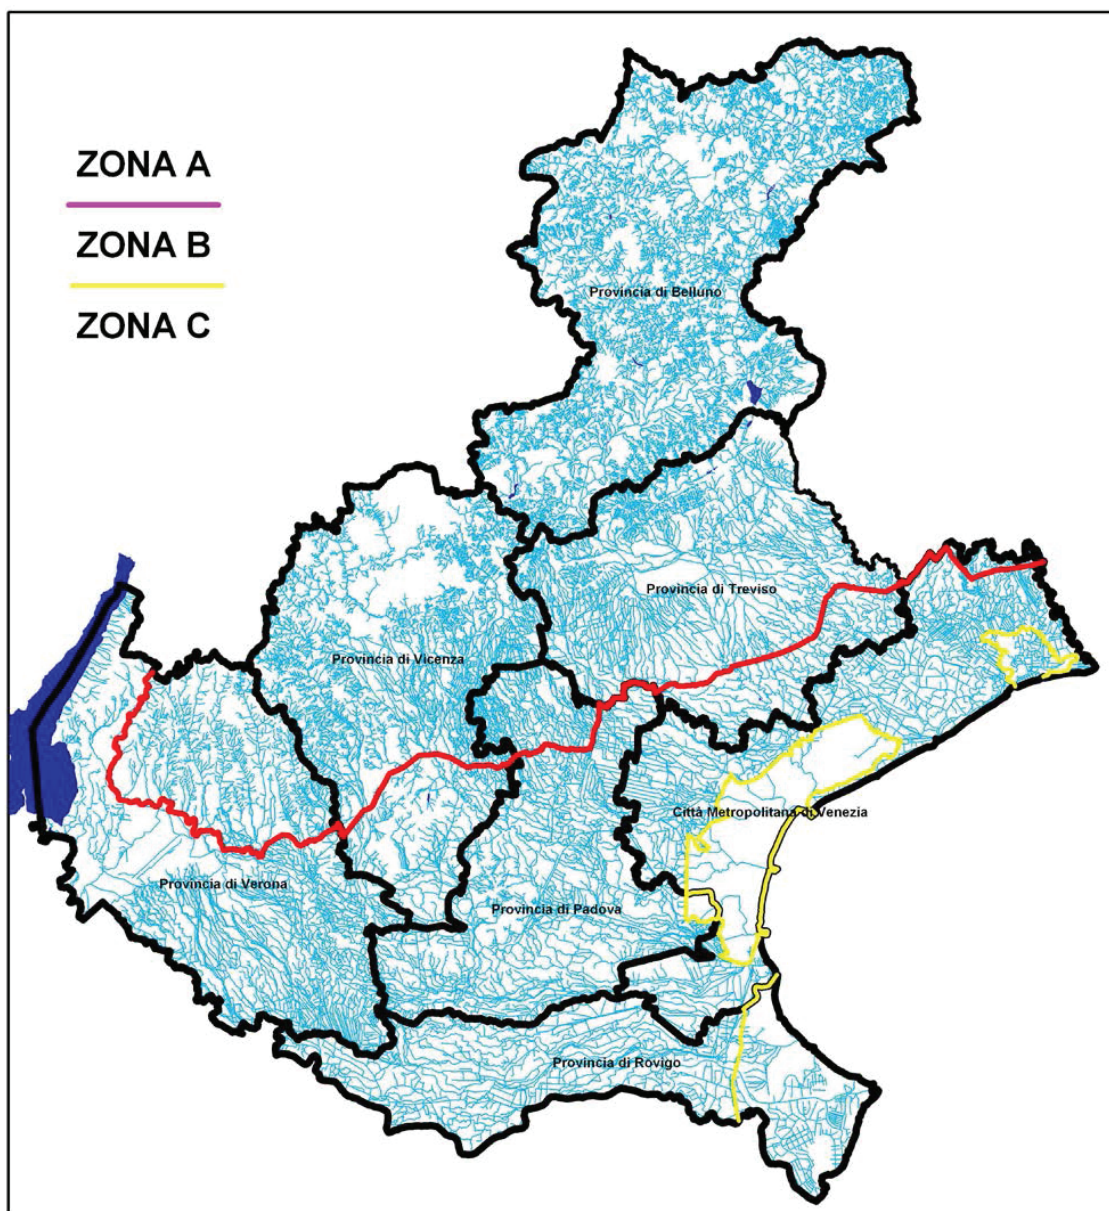 ZONA A
ZONA B
ZONA C
Provincia di Belluno
Provincia di Treviso
Provincia di Vicenza
Città Metropolitana di Venezia
Provincia di Verona
Provincia di Padova
Provincia di Rovigo